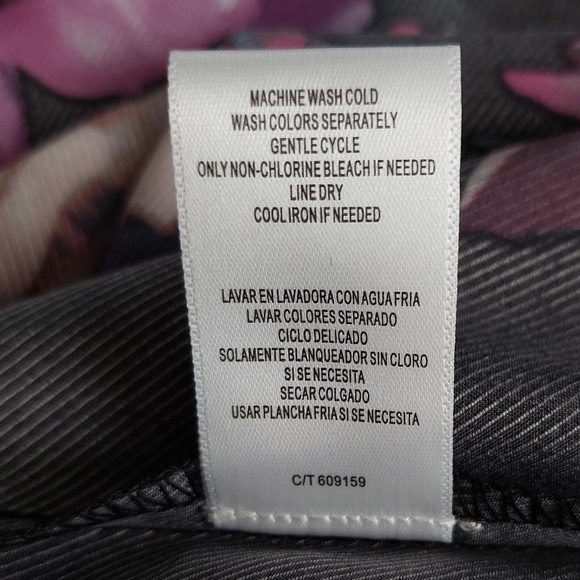 MACHINE WASH COLD
WASH COLORS SEPARATELY
GENTLE CYCLE
ONLY NON-CHLORINE BLEACH IF NEEDED
LINE DRY
COOL IRON IF NEEDED
LAVAR EN LAVADORA CON AGUA FRIA
LAVAR COLORES SEPARADO
CICLO DELICADO
SOLAMENTE BLANQUEADOR SIN CLORO
SI SE NECESITA
SECAR COLGADO
USAR PLANCHA FRIA SI SE NECESITA
C/T 609159